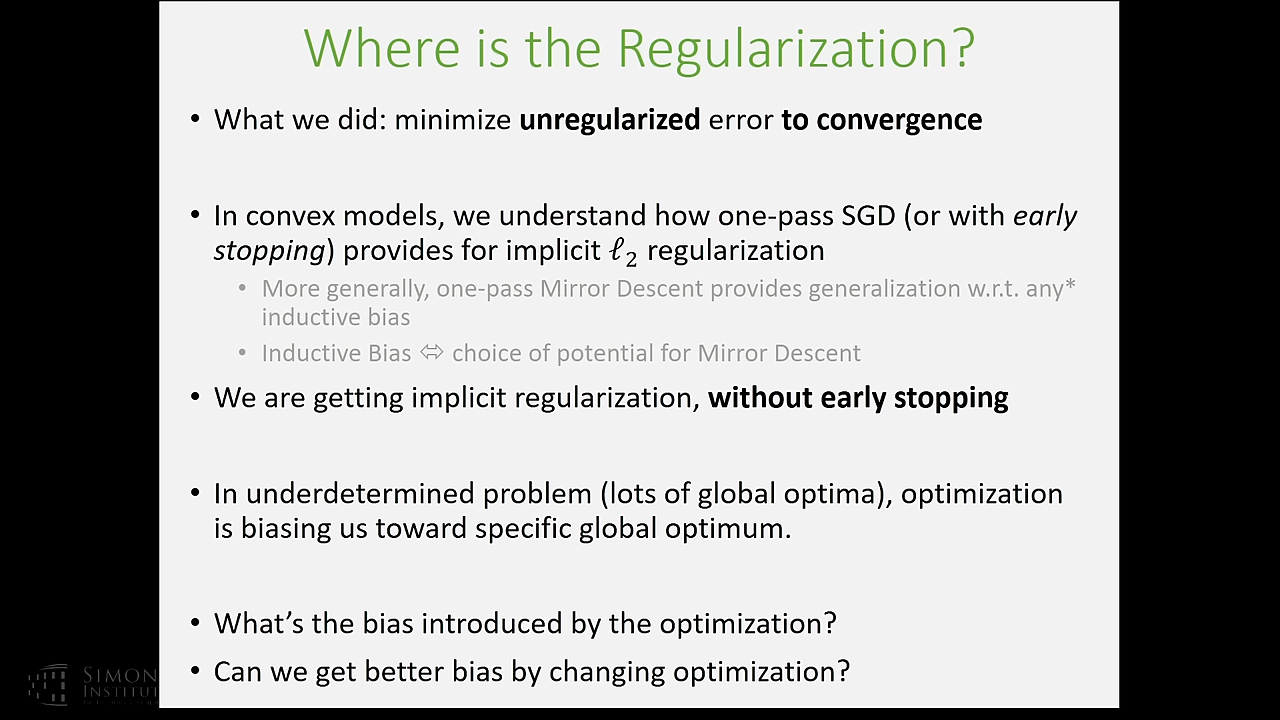 Where is the Regularization?
• What we did: minimize unregularized error to convergence
• In convex models, we understand how one-pass SGD (or with early
stopping) provides for implicit ℓ2 regularization
• More generally, one-pass Mirror Descent provides generalization w.r.t. any*
inductive bias
• Inductive Bias ⇔ choice of potential for Mirror Descent
• We are getting implicit regularization, without early stopping
• In underdetermined problem (lots of global optima), optimization
is biasing us toward specific global optimum.
• What's the bias introduced by the optimization?
• Can we get better bias by changing optimization?
SIMON
INSTITU